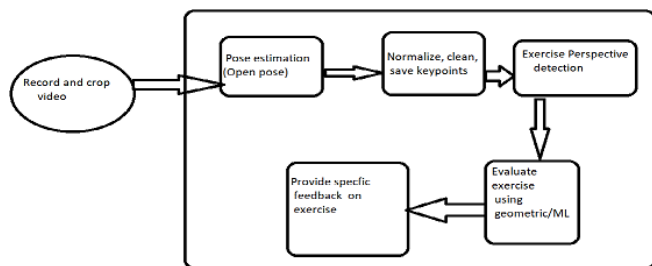 Record and crop
video
Pose estimation
(Open pose)
Normalize, clean,
save keypoints
Exercise Perspective
detection
Evaluate
exercise
using
geometric/ML
Provide specfic
feedback on
exercise